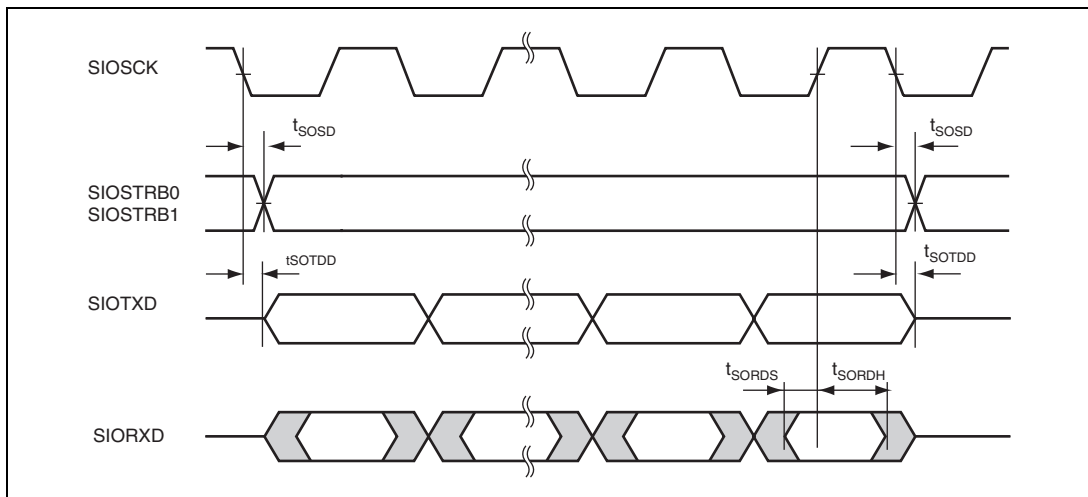 SIOSCK
tSOSD
tSOSD
SIOSTRB0
SIOSTRB1
tSOTDD
tSOTDD
SIOTXD
tSORDS
tSORDH
SIORXD